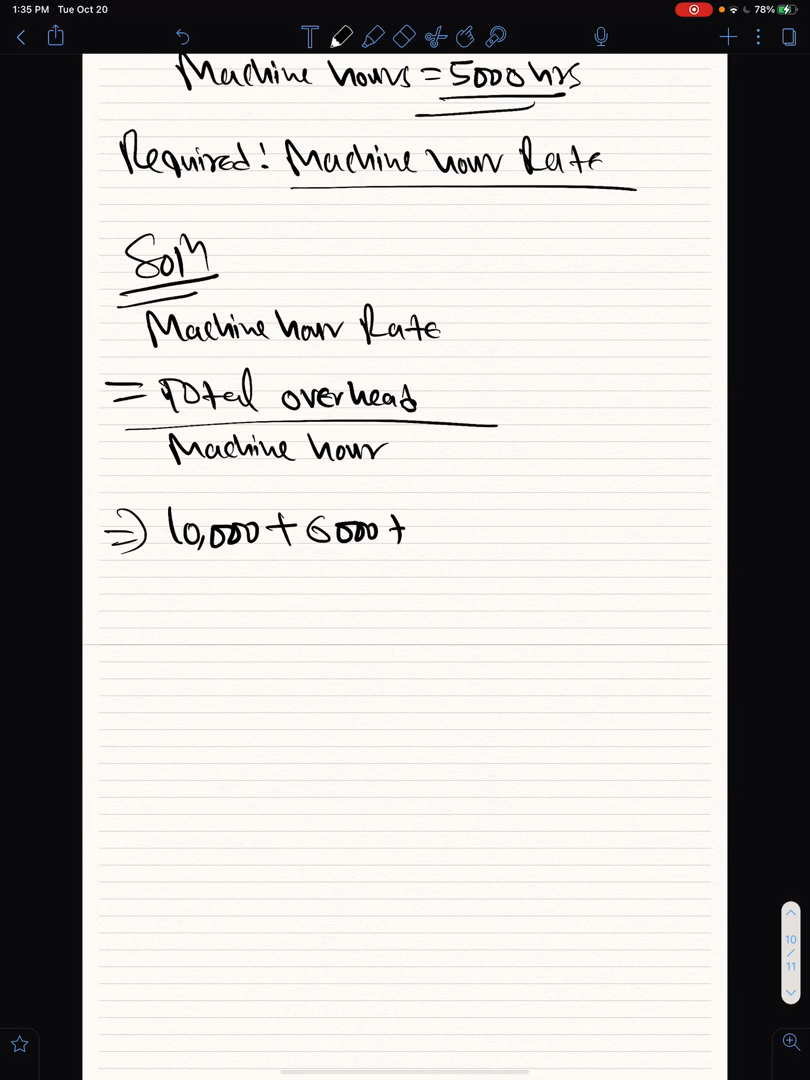 1:35 PM Tue Oct 20
78%
T
Machine hours = 5000 hrs
Required: Machine hour Rate
Soln
Machine hour Rate
= Total overhead
Machine hour
⇒ 10,000 + 6000 +
10
/
11